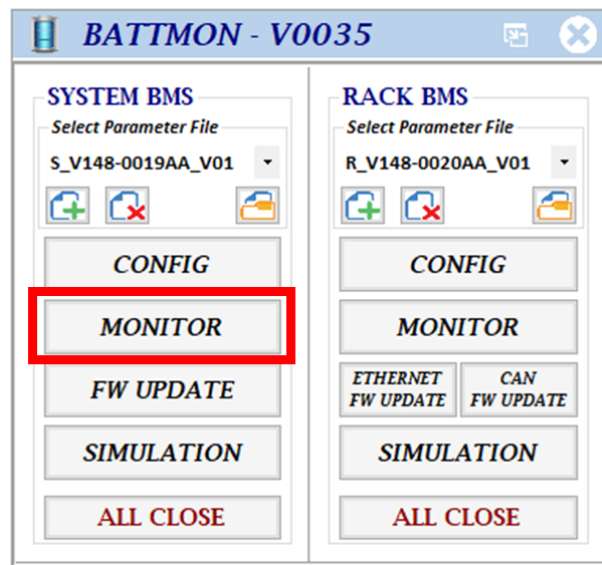 BATTMON - V0035
SYSTEM BMS
Select Parameter File
S_V148-0019AA_V01
CONFIG
MONITOR
FW UPDATE
SIMULATION
ALL CLOSE
RACK BMS
Select Parameter File
R_V148-0020AA_V01
CONFIG
MONITOR
ETHERNET
FW UPDATE
CAN
FW UPDATE
SIMULATION
ALL CLOSE